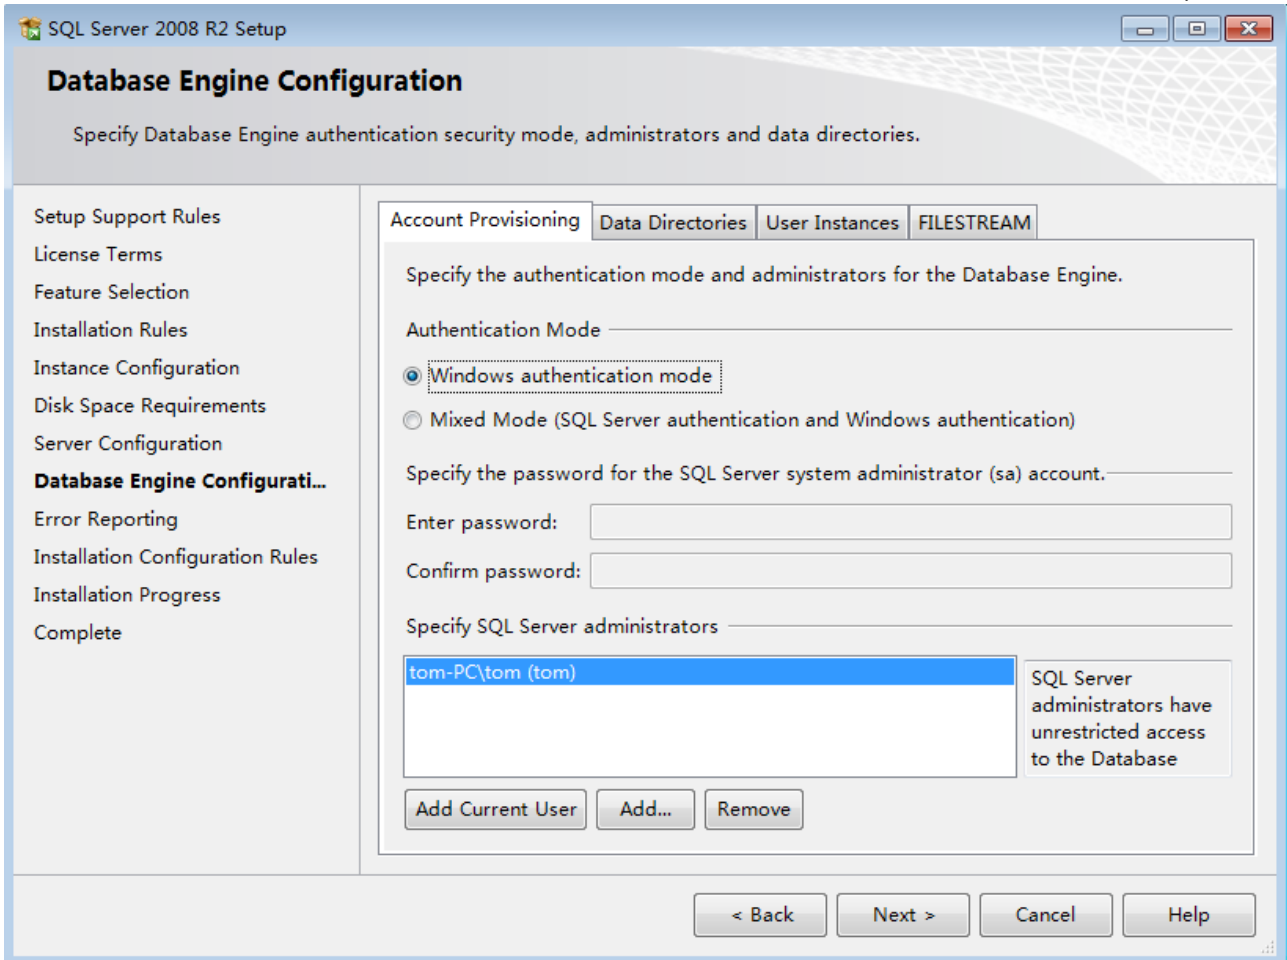 SQL Server 2008 R2 Setup
Database Engine Configuration
Specify Database Engine authentication security mode, administrators and data directories.
Setup Support Rules
License Terms
Feature Selection
Installation Rules
Instance Configuration
Disk Space Requirements
Server Configuration
Database Engine Configurati...
Error Reporting
Installation Configuration Rules
Installation Progress
Complete
Account Provisioning
Data Directories
User Instances
FILESTREAM
Specify the authentication mode and administrators for the Database Engine.
Authentication Mode
Windows authentication mode
Mixed Mode (SQL Server authentication and Windows authentication)
Specify the password for the SQL Server system administrator (sa) account.
Enter password:
Confirm password:
Specify SQL Server administrators
tom-PC\tom (tom)
SQL Server
administrators have
unrestricted access
to the Database
Add Current User
Add...
Remove
< Back
Next >
Cancel
Help